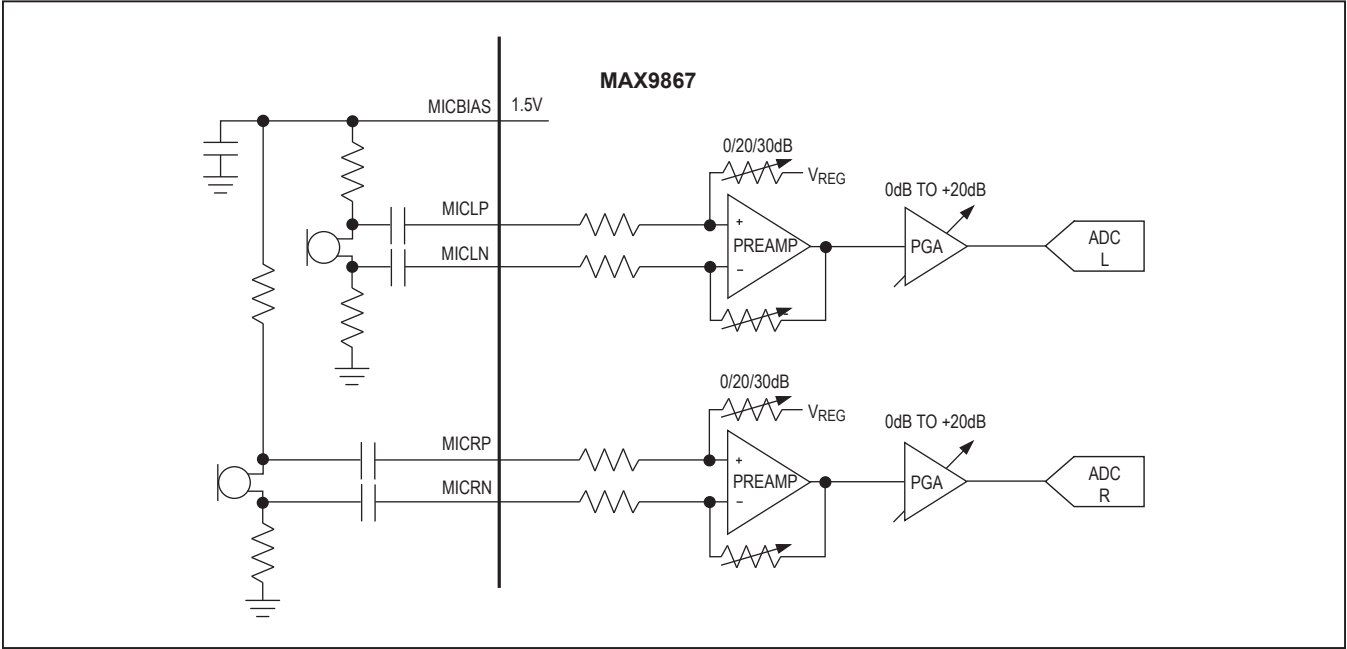 MAX9867
MICBIAS 1.5V
0/20/30dB
VREG
0dB TO +20dB
MICLP
+
PREAMP
PGA
ADC
L
MICLN
−
0/20/30dB
VREG
0dB TO +20dB
MICRP
+
PREAMP
PGA
ADC
R
MICRN
−